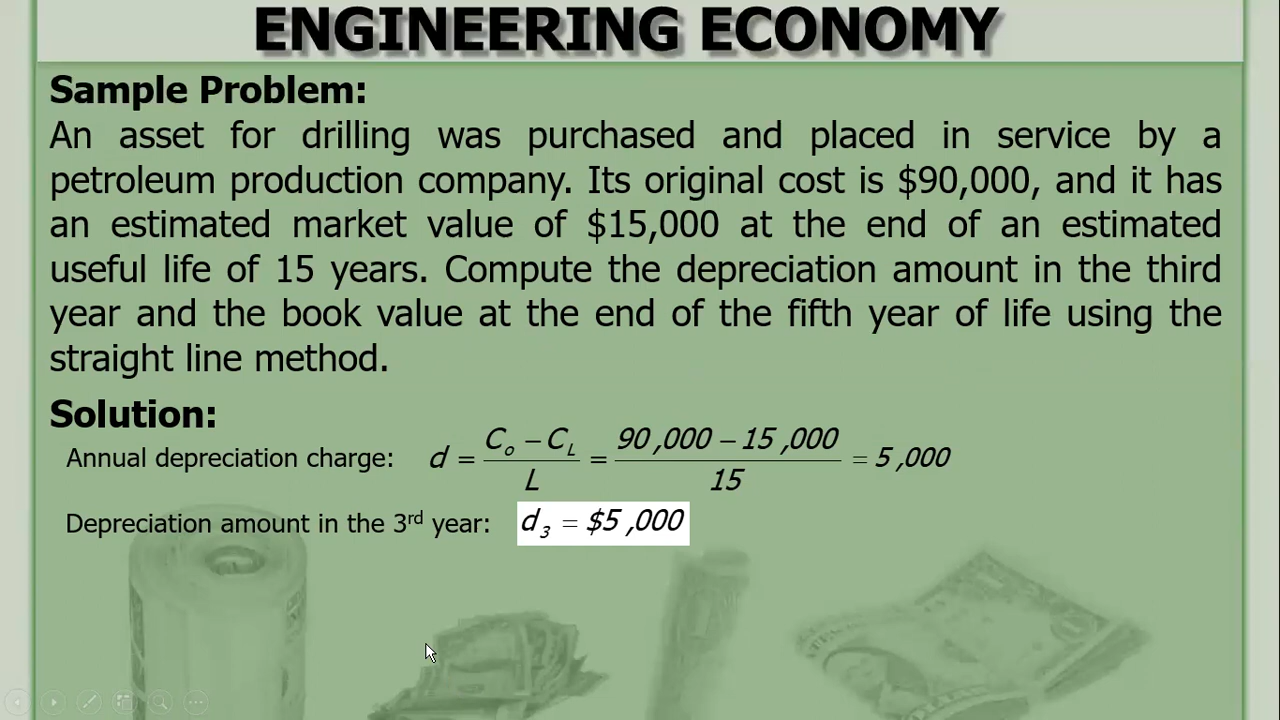 ENGINEERING ECONOMY
Sample Problem:
An asset for drilling was purchased and placed in service by a
petroleum production company. Its original cost is $90,000, and it has
an estimated market value of $15,000 at the end of an estimated
useful life of 15 years. Compute the depreciation amount in the third
year and the book value at the end of the fifth year of life using the
straight line method.
Solution:
Annual depreciation charge: d = (Cₒ − C_L) / L = (90,000 − 15,000) / 15 = 5,000
Depreciation amount in the 3rd year: d₃ = $5,000